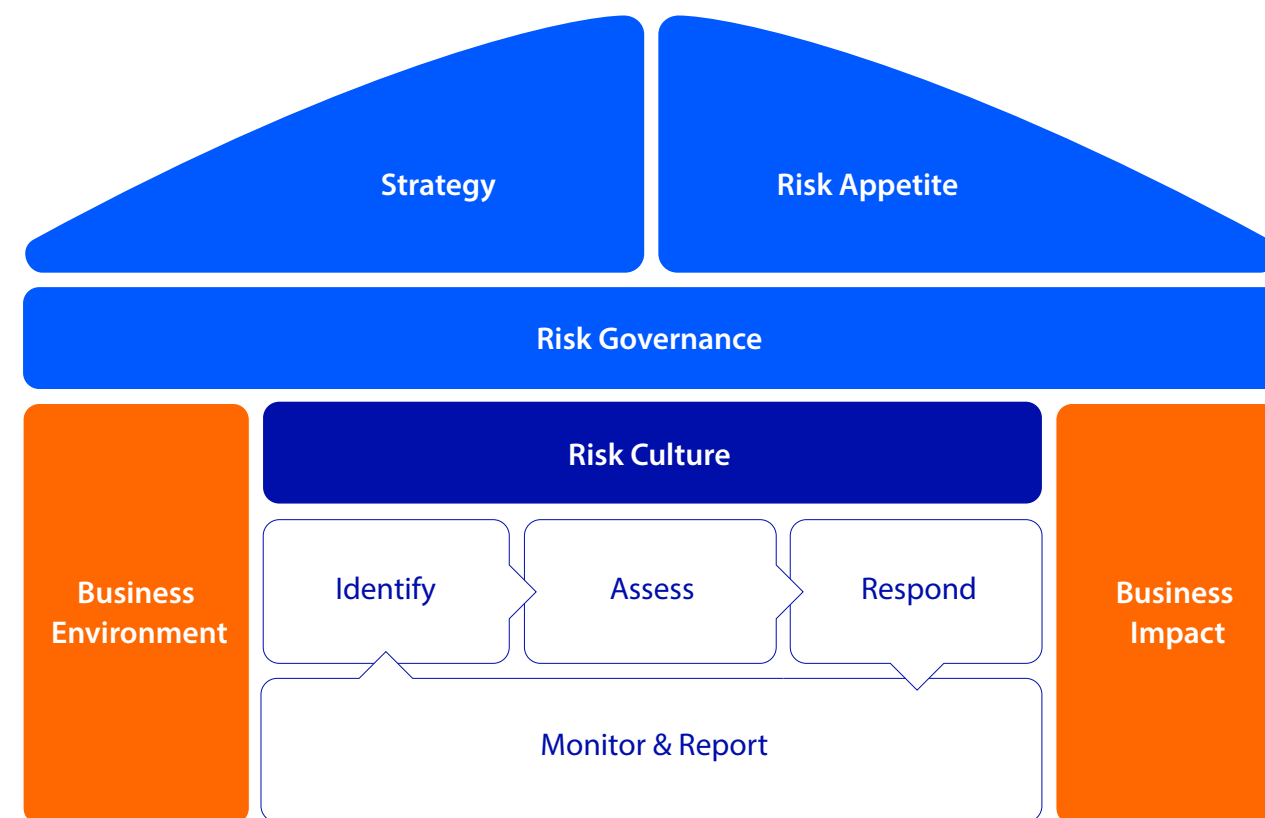 Strategy
Risk Appetite
Risk Governance
Risk Culture
Business
Environment
Identify
Assess
Respond
Business
Impact
Monitor & Report